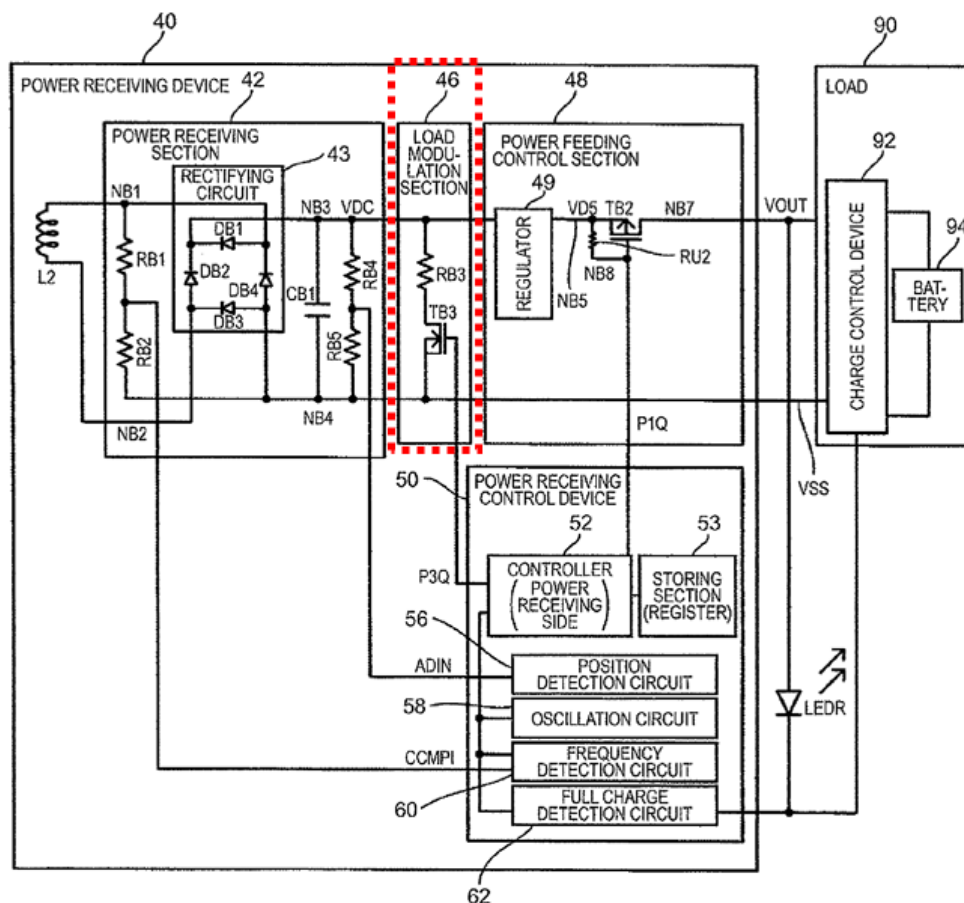 40
90
POWER RECEIVING DEVICE
42
46
48
LOAD
POWER RECEIVING
SECTION
43
LOAD
MODU-
LATION
SECTION
POWER FEEDING
CONTROL SECTION
92
RECTIFYING
CIRCUIT
49
NB1
NB3
VDC
VD5
TB2
NB7
VOUT
94
L2
RB1
DB1
DB2
DB4
DB3
CB1
RB4
RB3
REGULATOR
RU2
NB8
NB5
CHARGE CONTROL DEVICE
BAT-
TERY
TB3
RB2
RB5
NB2
NB4
P1Q
VSS
50
POWER RECEIVING
CONTROL DEVICE
52
53
P3Q
CONTROLLER
(POWER
RECEIVING
SIDE)
STORING
SECTION
(REGISTER)
56
ADIN
POSITION
DETECTION CIRCUIT
58
OSCILLATION CIRCUIT
LEDR
CCMPI
FREQUENCY
DETECTION CIRCUIT
60
FULL CHARGE
DETECTION CIRCUIT
62